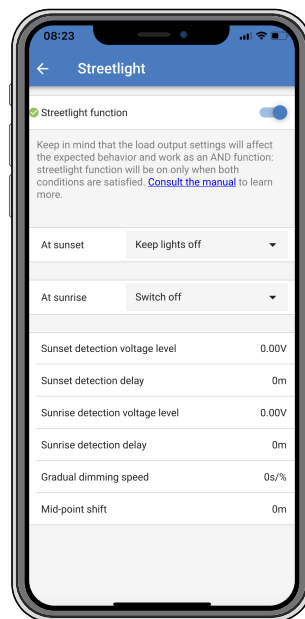 08:23
Streetlight
Streetlight function
Keep in mind that the load output settings will affect
the expected behavior and work as an AND function:
streetlight function will be on only when both
conditions are satisfied. Consult the manual to learn
more.
At sunset Keep lights off
At sunrise Switch off
Sunset detection voltage level 0.00V
Sunset detection delay 0m
Sunrise detection voltage level 0.00V
Sunrise detection delay 0m
Gradual dimming speed 0s/%
Mid-point shift 0m